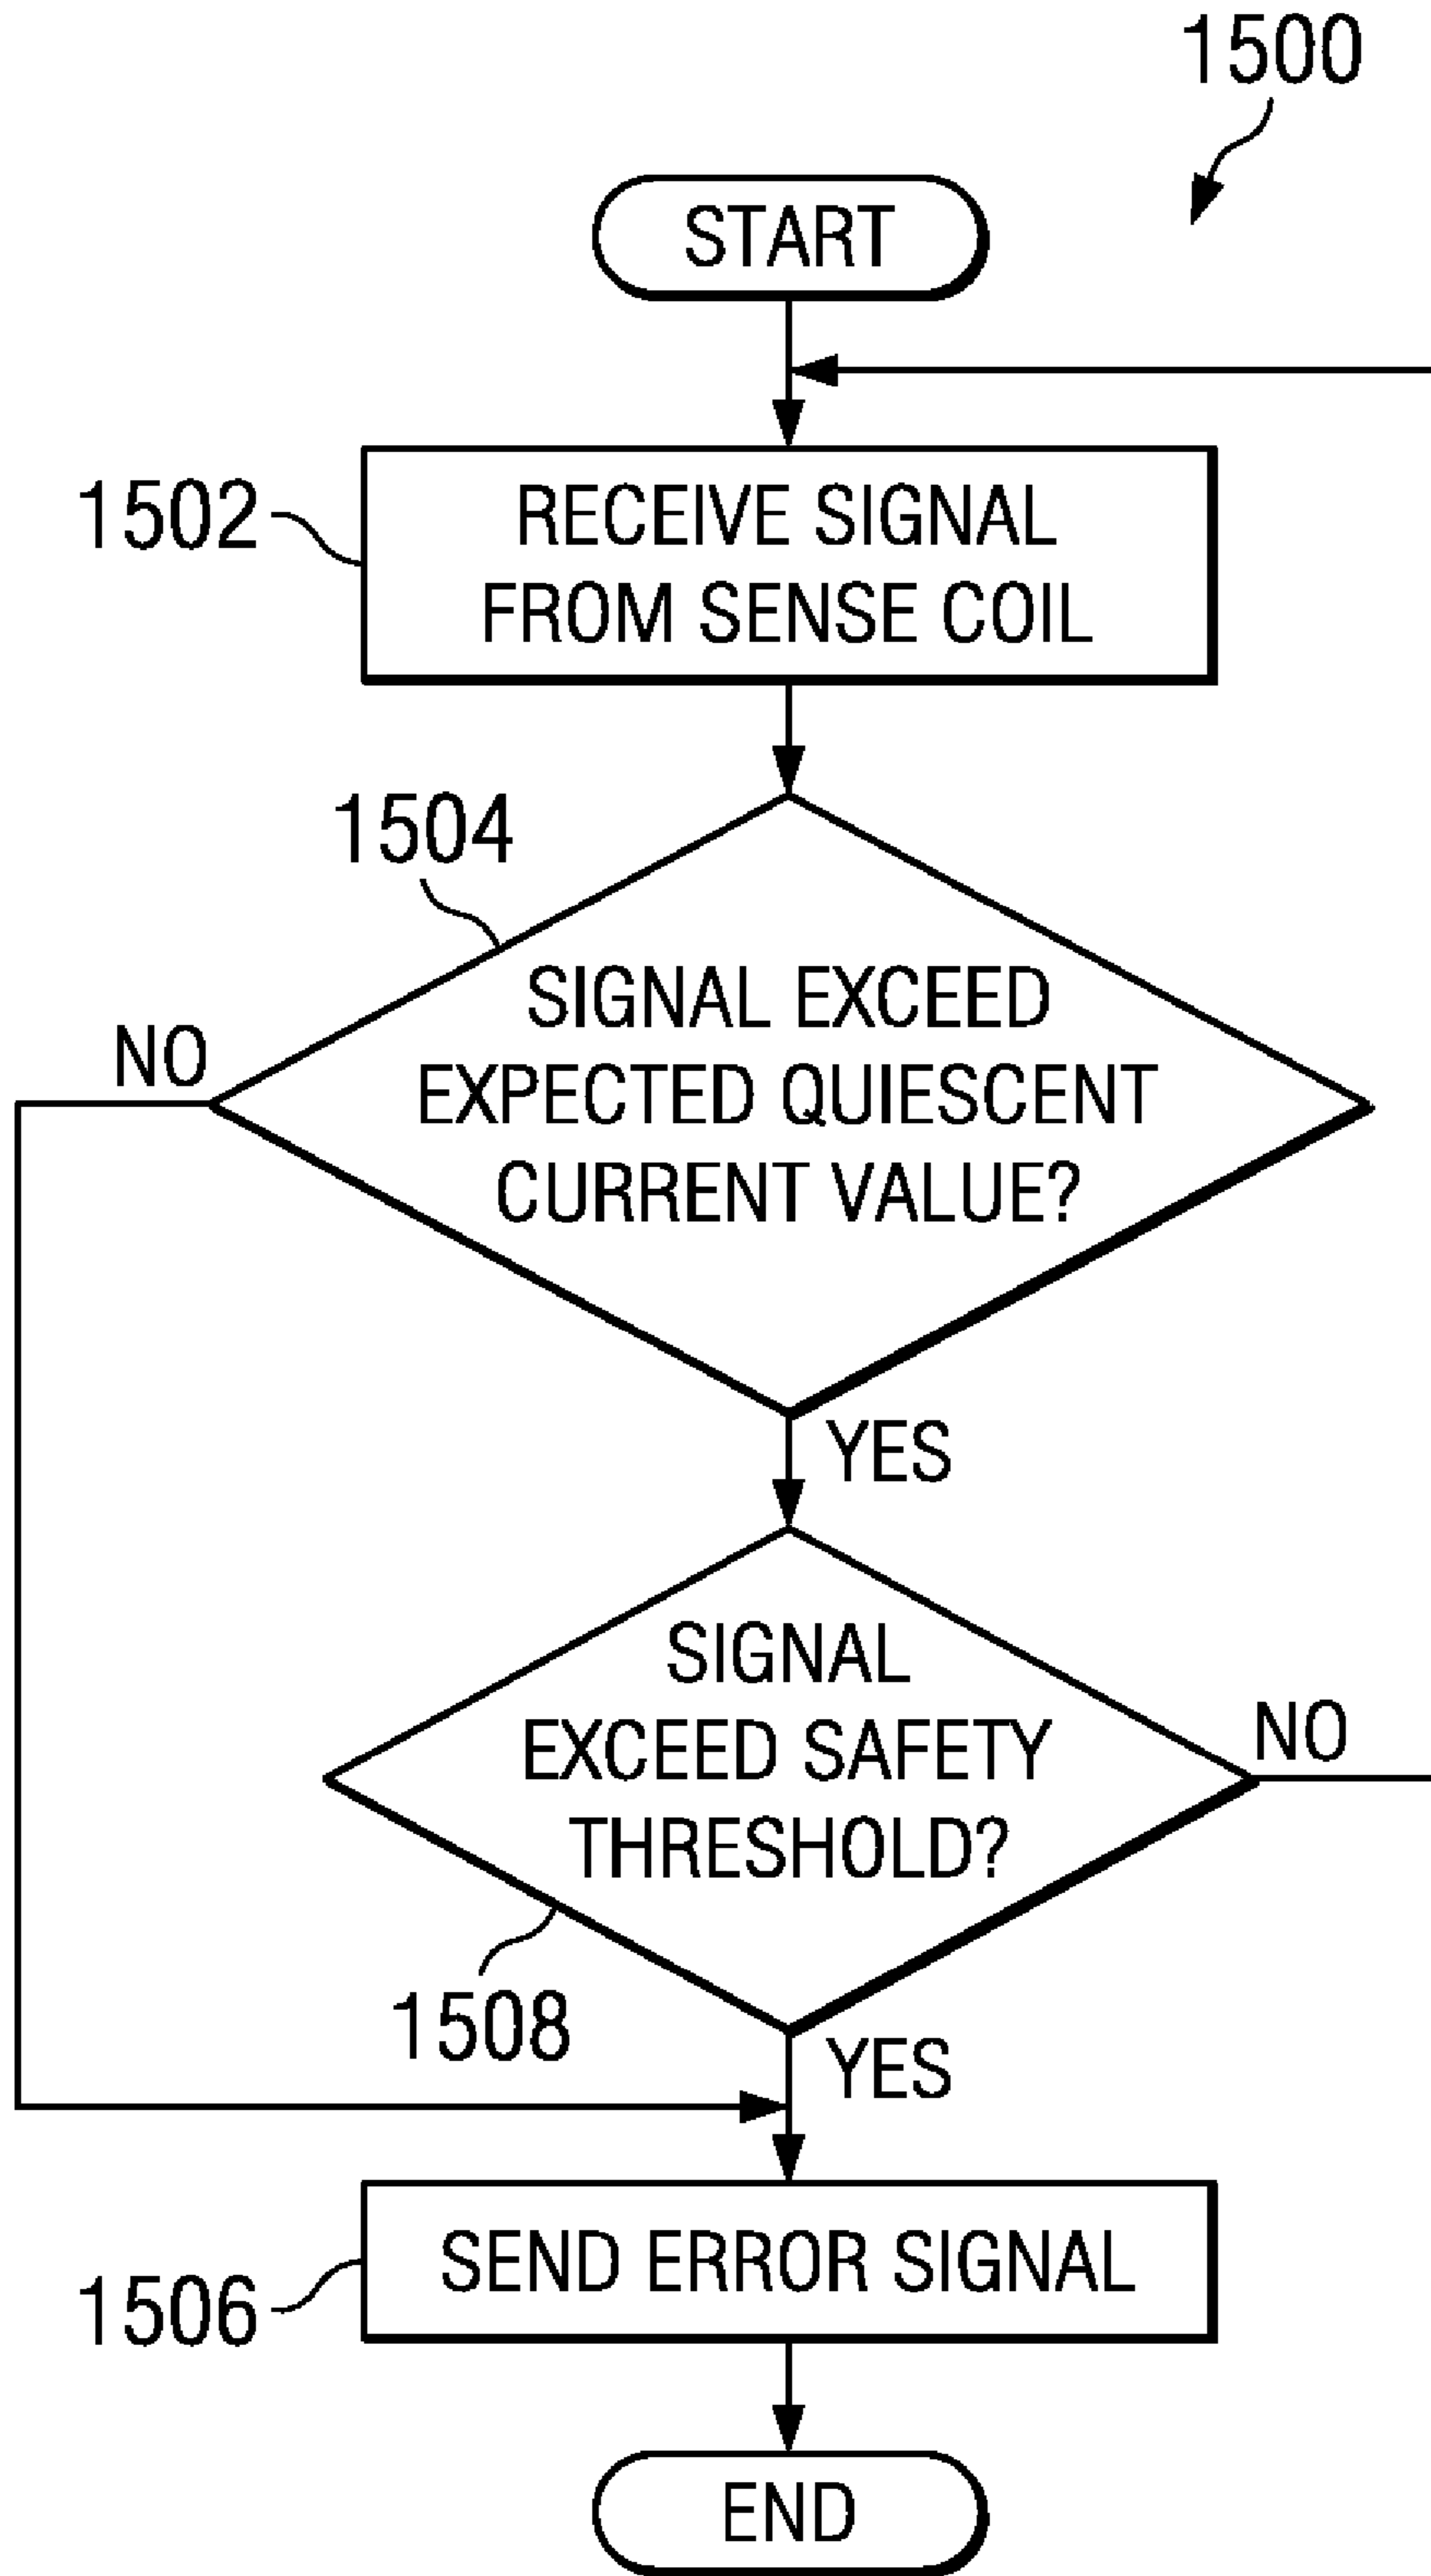 1500
START
1502
RECEIVE SIGNAL
FROM SENSE COIL
1504
SIGNAL EXCEED
EXPECTED QUIESCENT
CURRENT VALUE?
NO
YES
SIGNAL
EXCEED SAFETY
THRESHOLD?
NO
1508
YES
SEND ERROR SIGNAL
1506
END